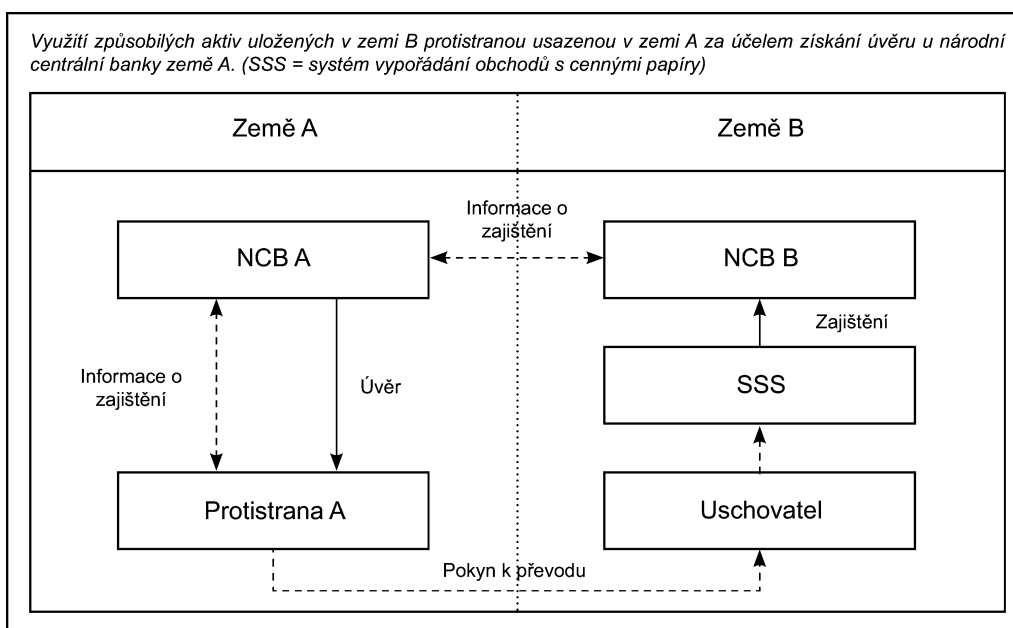 Využití způsobilých aktiv uložených v zemi B protistranou usazenou v zemi A za účelem získání úvěru u národní
centrální banky země A. (SSS = systém vypořádání obchodů s cennými papíry)
Země A
Země B
Informace o
zajištění
NCB A
NCB B
Zajištění
Informace o
zajištění
Úvěr
SSS
Protistrana A
Uschovatel
Pokyn k převodu